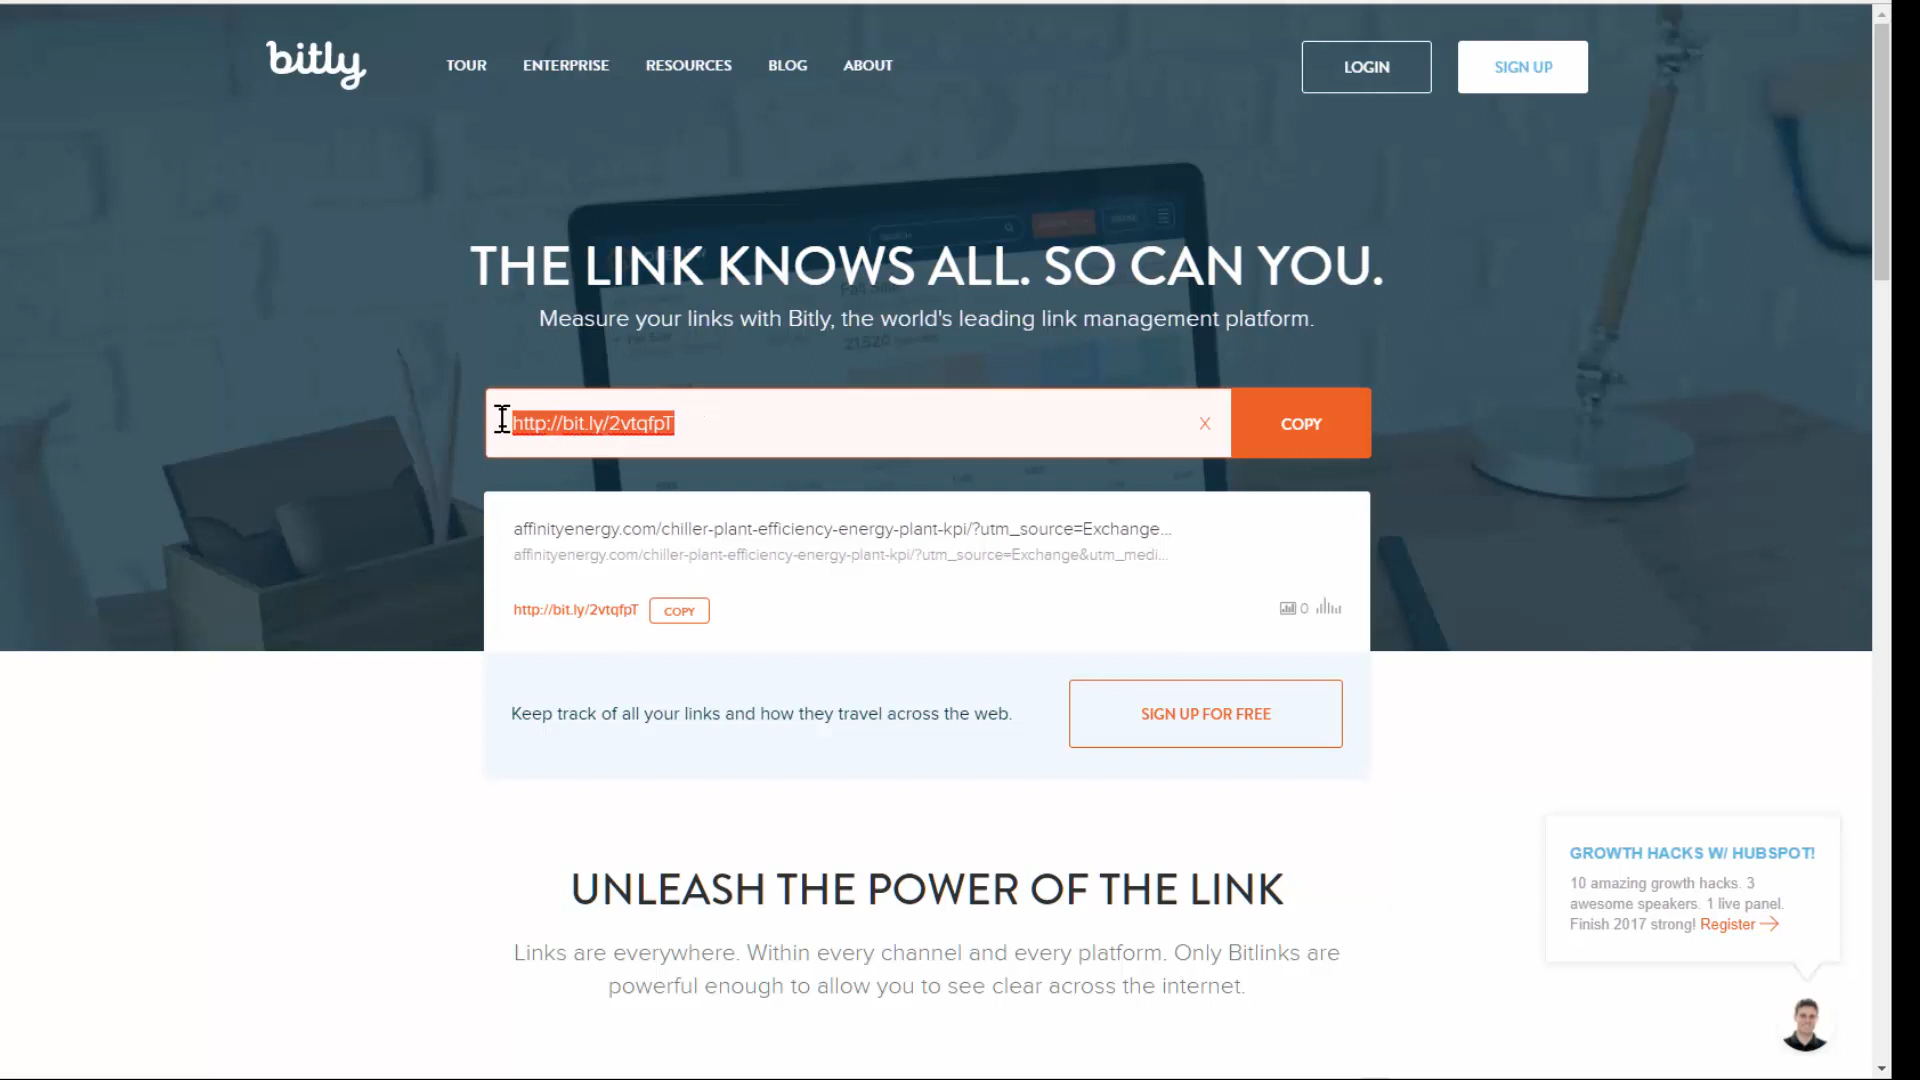 bitly
TOUR
ENTERPRISE
RESOURCES
BLOG
ABOUT
LOGIN
SIGN UP
THE LINK KNOWS ALL. SO CAN YOU.
Measure your links with Bitly, the world's leading link management platform.
http://bit.ly/2vtqfpT
X
COPY
affinityenergy.com/chiller-plant-efficiency-energy-plant-kpi/?utm_source=Exchange...
affinityenergy.com/chiller-plant-efficiency-energy-plant-kpi/?utm_source=Exchange&utm_medi...
http://bit.ly/2vtqfpT
COPY
0
Keep track of all your links and how they travel across the web.
SIGN UP FOR FREE
UNLEASH THE POWER OF THE LINK
Links are everywhere. Within every channel and every platform. Only Bitlinks are
powerful enough to allow you to see clear across the internet.
GROWTH HACKS W/ HUBSPOT!
10 amazing growth hacks. 3
awesome speakers. 1 live panel.
Finish 2017 strong! Register